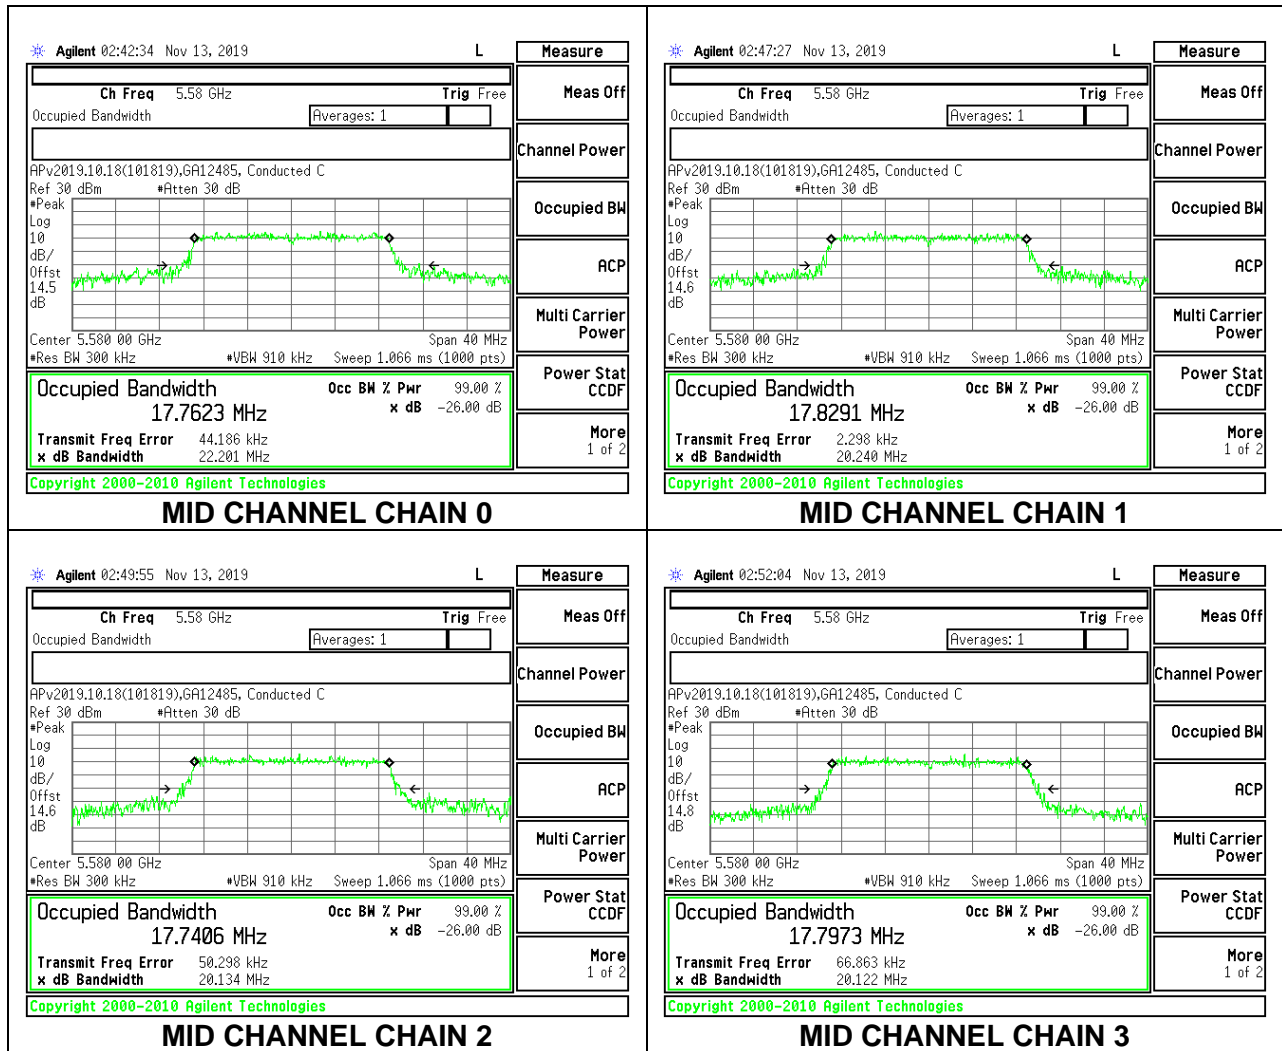 Agilent 02:42:34 Nov 13, 2019 L Measure
Ch Freq 5.58 GHz Trig Free
Meas Off
Occupied Bandwidth Averages: 1
Channel Power
APv2019.10.18(101819),GA12485, Conducted C
Ref 30 dBm #Atten 30 dB
#Peak
Log
10
dB/
Offst
14.5
dB
Occupied BW
ACP
Multi Carrier
Power
Center 5.580 00 GHz Span 40 MHz
#Res BW 300 kHz #VBW 910 kHz Sweep 1.066 ms (1000 pts)
Power Stat
CCDF
Occupied Bandwidth Occ BW % Pwr 99.00 %
17.7623 MHz x dB -26.00 dB
Transmit Freq Error 44.186 kHz
x dB Bandwidth 22.201 MHz
More
1 of 2
Copyright 2000-2010 Agilent Technologies
MID CHANNEL CHAIN 0
Agilent 02:47:27 Nov 13, 2019 L Measure
Ch Freq 5.58 GHz Trig Free
Meas Off
Occupied Bandwidth Averages: 1
Channel Power
APv2019.10.18(101819),GA12485, Conducted C
Ref 30 dBm #Atten 30 dB
#Peak
Log
10
dB/
Offst
14.6
dB
Occupied BW
ACP
Multi Carrier
Power
Center 5.580 00 GHz Span 40 MHz
#Res BW 300 kHz #VBW 910 kHz Sweep 1.066 ms (1000 pts)
Power Stat
CCDF
Occupied Bandwidth Occ BW % Pwr 99.00 %
17.8291 MHz x dB -26.00 dB
Transmit Freq Error 2.298 kHz
x dB Bandwidth 20.240 MHz
More
1 of 2
Copyright 2000-2010 Agilent Technologies
MID CHANNEL CHAIN 1
Agilent 02:49:55 Nov 13, 2019 L Measure
Ch Freq 5.58 GHz Trig Free
Meas Off
Occupied Bandwidth Averages: 1
Channel Power
APv2019.10.18(101819),GA12485, Conducted C
Ref 30 dBm #Atten 30 dB
#Peak
Log
10
dB/
Offst
14.6
dB
Occupied BW
ACP
Multi Carrier
Power
Center 5.580 00 GHz Span 40 MHz
#Res BW 300 kHz #VBW 910 kHz Sweep 1.066 ms (1000 pts)
Power Stat
CCDF
Occupied Bandwidth Occ BW % Pwr 99.00 %
17.7406 MHz x dB -26.00 dB
Transmit Freq Error 50.298 kHz
x dB Bandwidth 20.134 MHz
More
1 of 2
Copyright 2000-2010 Agilent Technologies
MID CHANNEL CHAIN 2
Agilent 02:52:04 Nov 13, 2019 L Measure
Ch Freq 5.58 GHz Trig Free
Meas Off
Occupied Bandwidth Averages: 1
Channel Power
APv2019.10.18(101819),GA12485, Conducted C
Ref 30 dBm #Atten 30 dB
#Peak
Log
10
dB/
Offst
14.8
dB
Occupied BW
ACP
Multi Carrier
Power
Center 5.580 00 GHz Span 40 MHz
#Res BW 300 kHz #VBW 910 kHz Sweep 1.066 ms (1000 pts)
Power Stat
CCDF
Occupied Bandwidth Occ BW % Pwr 99.00 %
17.7973 MHz x dB -26.00 dB
Transmit Freq Error 66.863 kHz
x dB Bandwidth 20.122 MHz
More
1 of 2
Copyright 2000-2010 Agilent Technologies
MID CHANNEL CHAIN 3